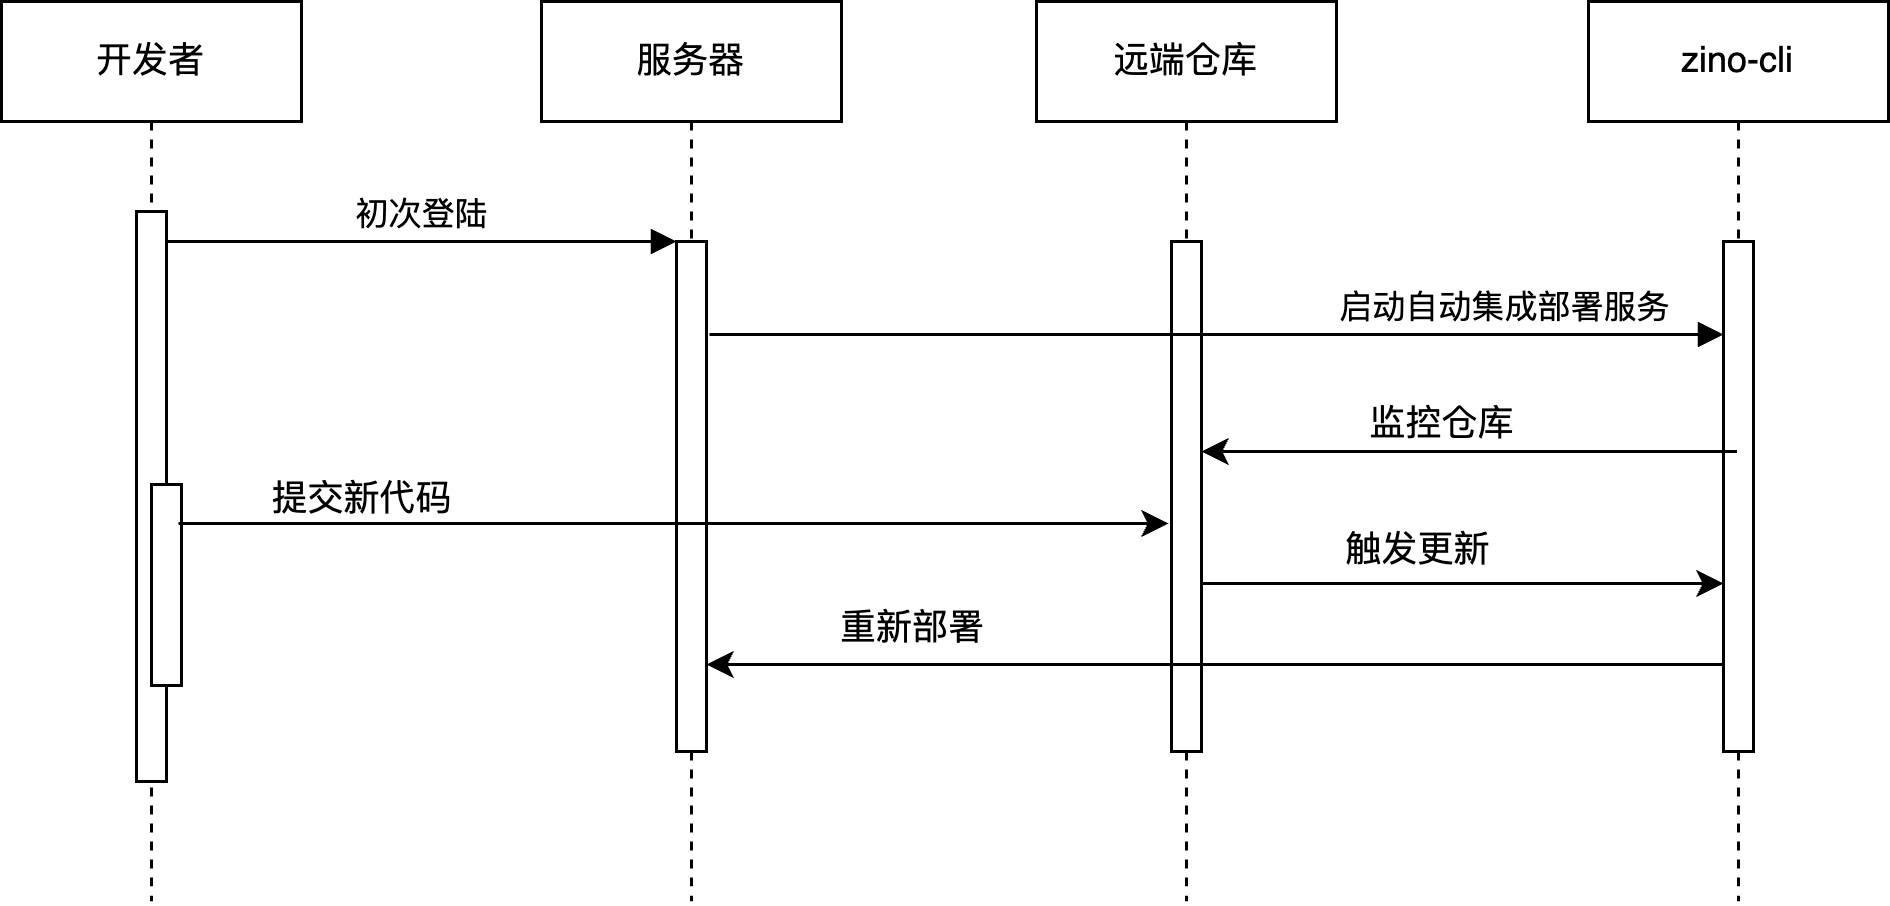 开发者
服务器
远端仓库
zino-cli
初次登陆
启动自动集成部署服务
监控仓库
提交新代码
触发更新
重新部署